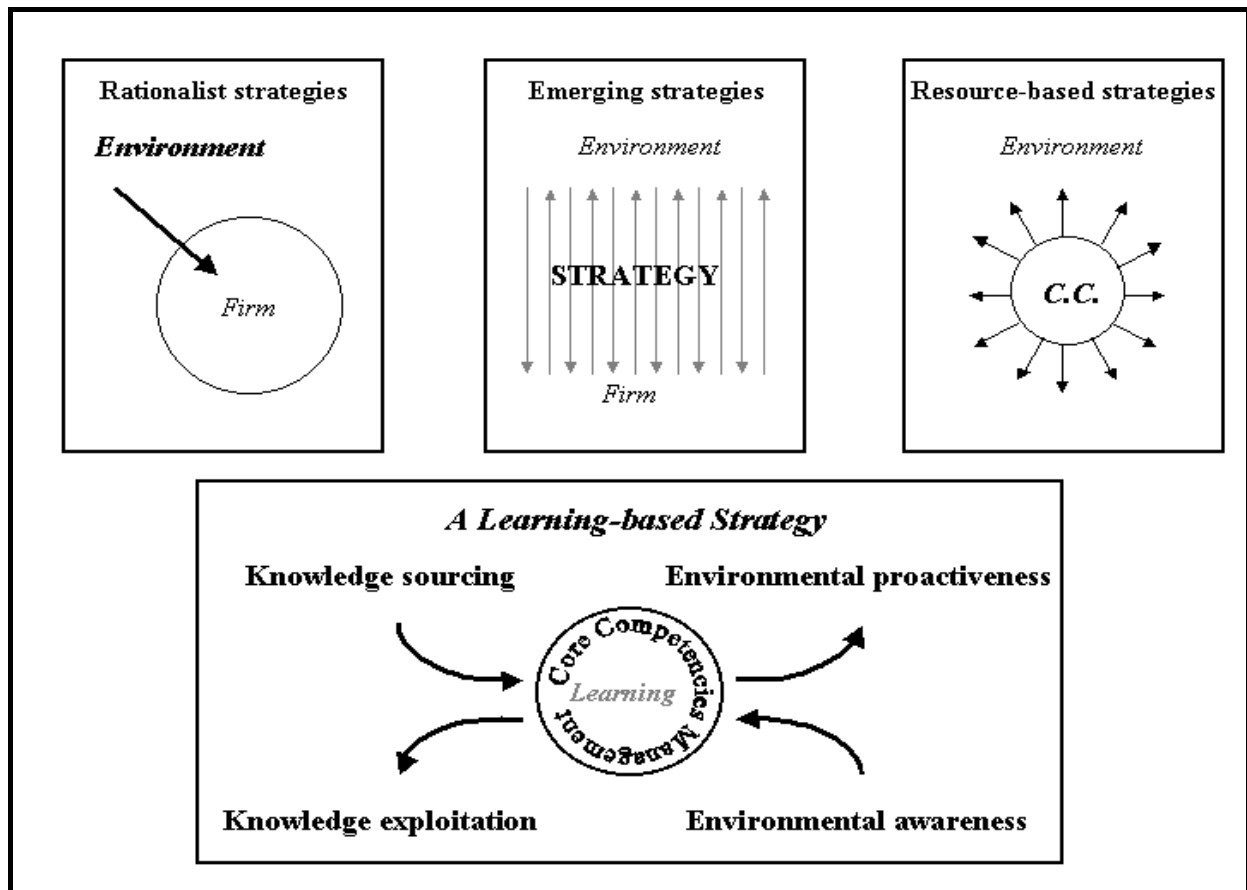 Rationalist strategies
Environment
Firm
Emerging strategies
Environment
STRATEGY
Firm
Resource-based strategies
Environment
C.C.
A Learning-based Strategy
Knowledge sourcing
Environmental proactiveness
Core Competencies Management
Learning
Knowledge exploitation
Environmental awareness